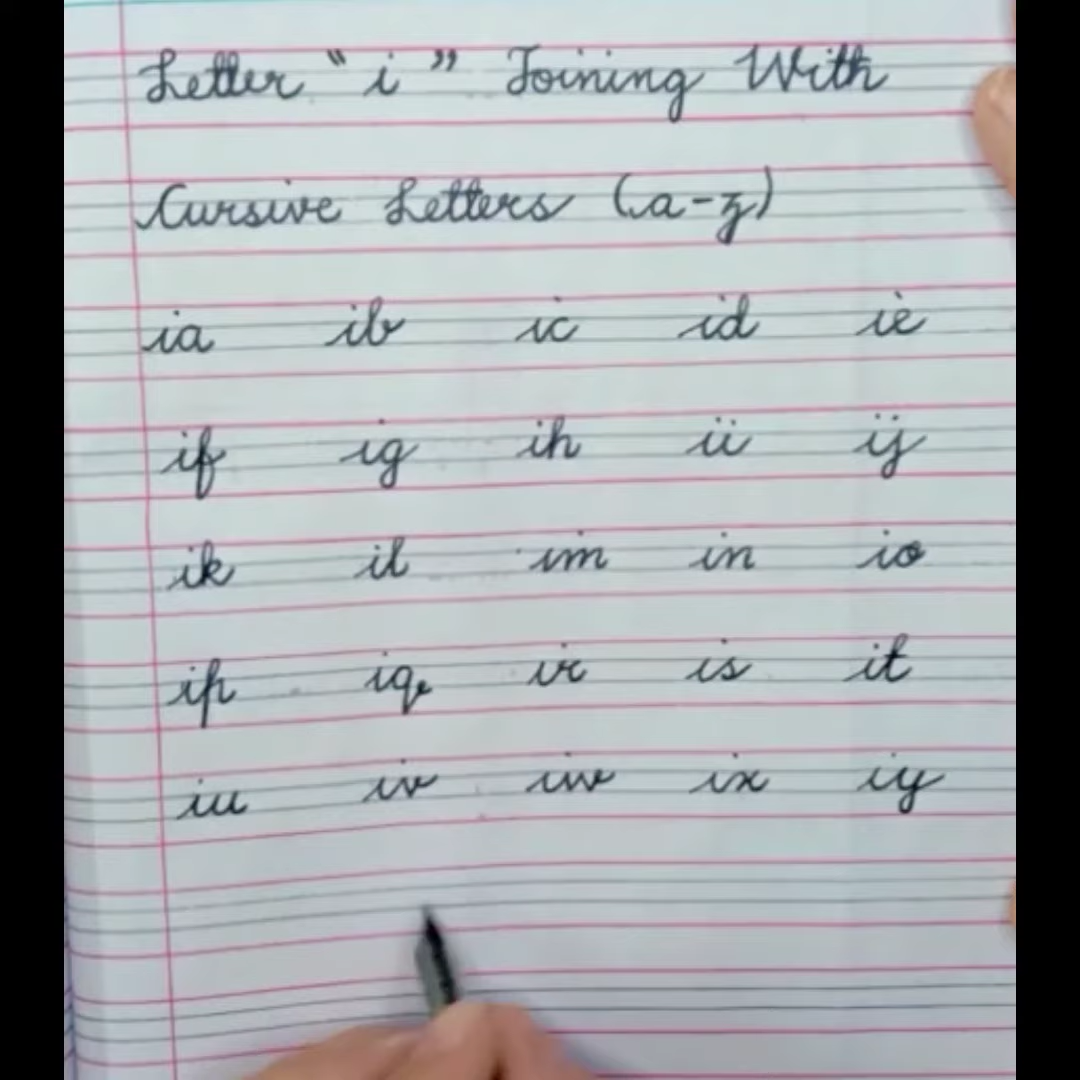 Letter "i" Joining With
Cursive Letters (a-z)
ia ib ic id ie
if ig ih ii ij
ik il im in io
ip iq ir is it
iu iv iw ix iy